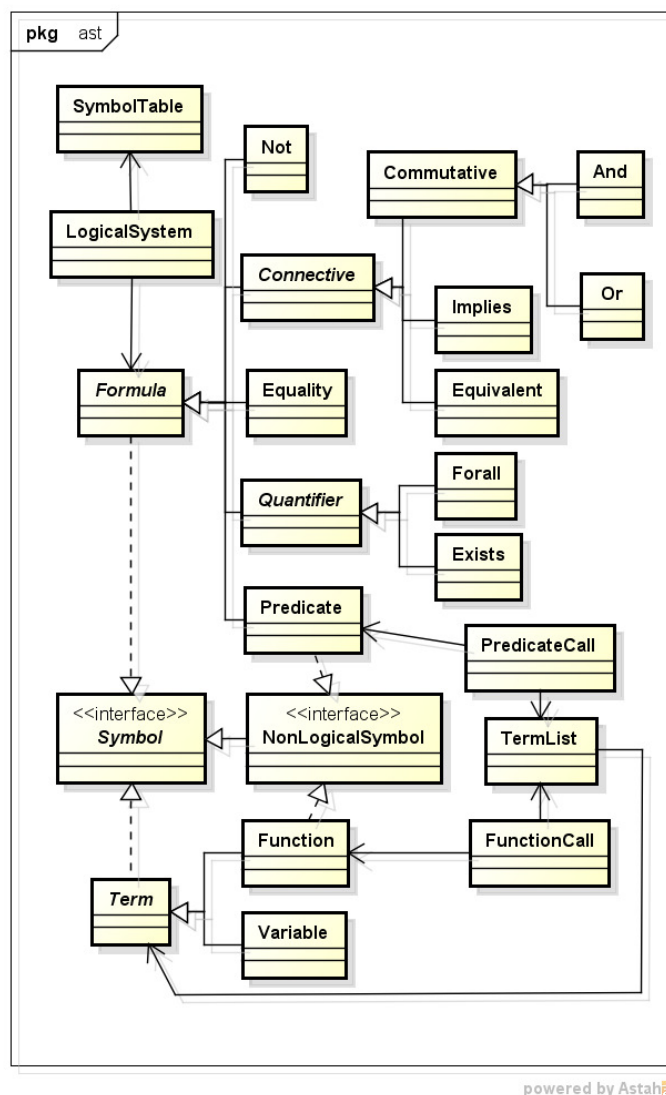 pkg ast
SymbolTable
Not
Commutative
And
LogicalSystem
Connective
Implies
Or
Formula
Equality
Equivalent
Quantifier
Forall
Exists
Predicate
PredicateCall
<<interface>>
Symbol
<<interface>>
NonLogicalSymbol
TermList
Function
FunctionCall
Term
Variable
powered by Astah